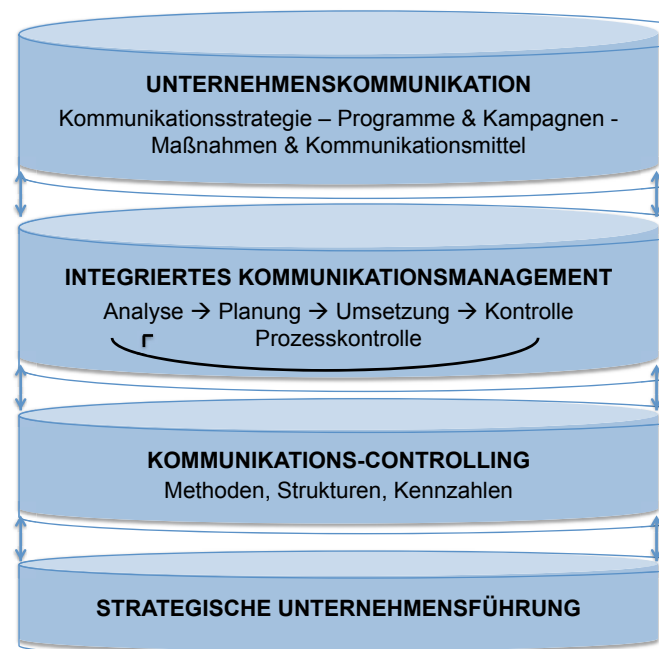 UNTERNEHMENSKOMMUNIKATION
Kommunikationsstrategie – Programme & Kampagnen -
Maßnahmen & Kommunikationsmittel
INTEGRIERTES KOMMUNIKATIONSMANAGEMENT
Analyse → Planung → Umsetzung → Kontrolle
Prozesskontrolle
KOMMUNIKATIONS-CONTROLLING
Methoden, Strukturen, Kennzahlen
STRATEGISCHE UNTERNEHMENSFÜHRUNG